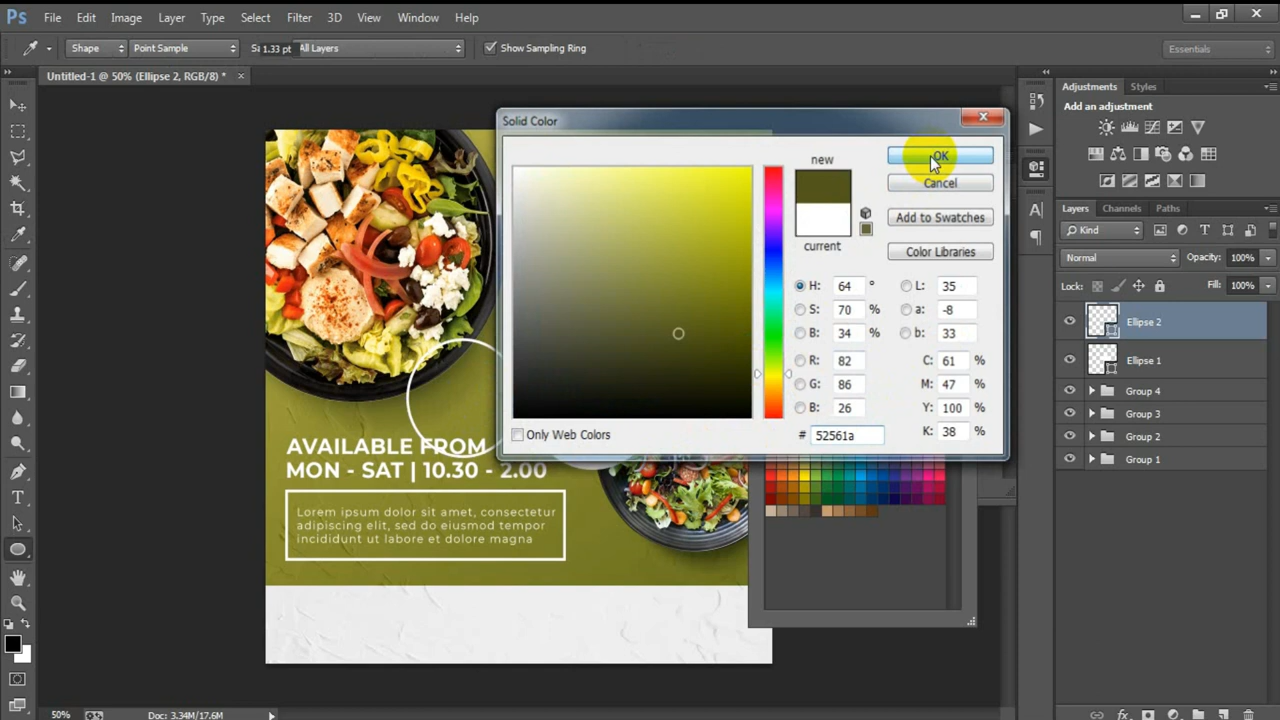 Ps File Edit Image Layer Type Select Filter 3D View Window Help
Shape Point Sample 1.33 pt All Layers Show Sampling Ring Essentials
Untitled-1 @ 50% (Ellipse 2, RGB/8) *
Solid Color
new
current
OK
Cancel
Add to Swatches
Color Libraries
H: 64 °
S: 70 %
B: 34 %
R: 82
G: 86
B: 26
L: 35
a: -8
b: 33
C: 61 %
M: 47 %
Y: 100 %
K: 38 %
# 52561a
Only Web Colors
AVAILABLE FROM
MON - SAT | 10.30 - 2.00
Lorem ipsum dolor sit amet, consectetur
adipiscing elit, sed do eiusmod tempor
incididunt ut labore et dolore magna
Adjustments Styles
Add an adjustment
Layers Channels Paths
Kind
Normal Opacity: 100%
Lock: Fill: 100%
Ellipse 2
Ellipse 1
Group 4
Group 3
Group 2
Group 1
50% Doc: 3.34M/17.6M